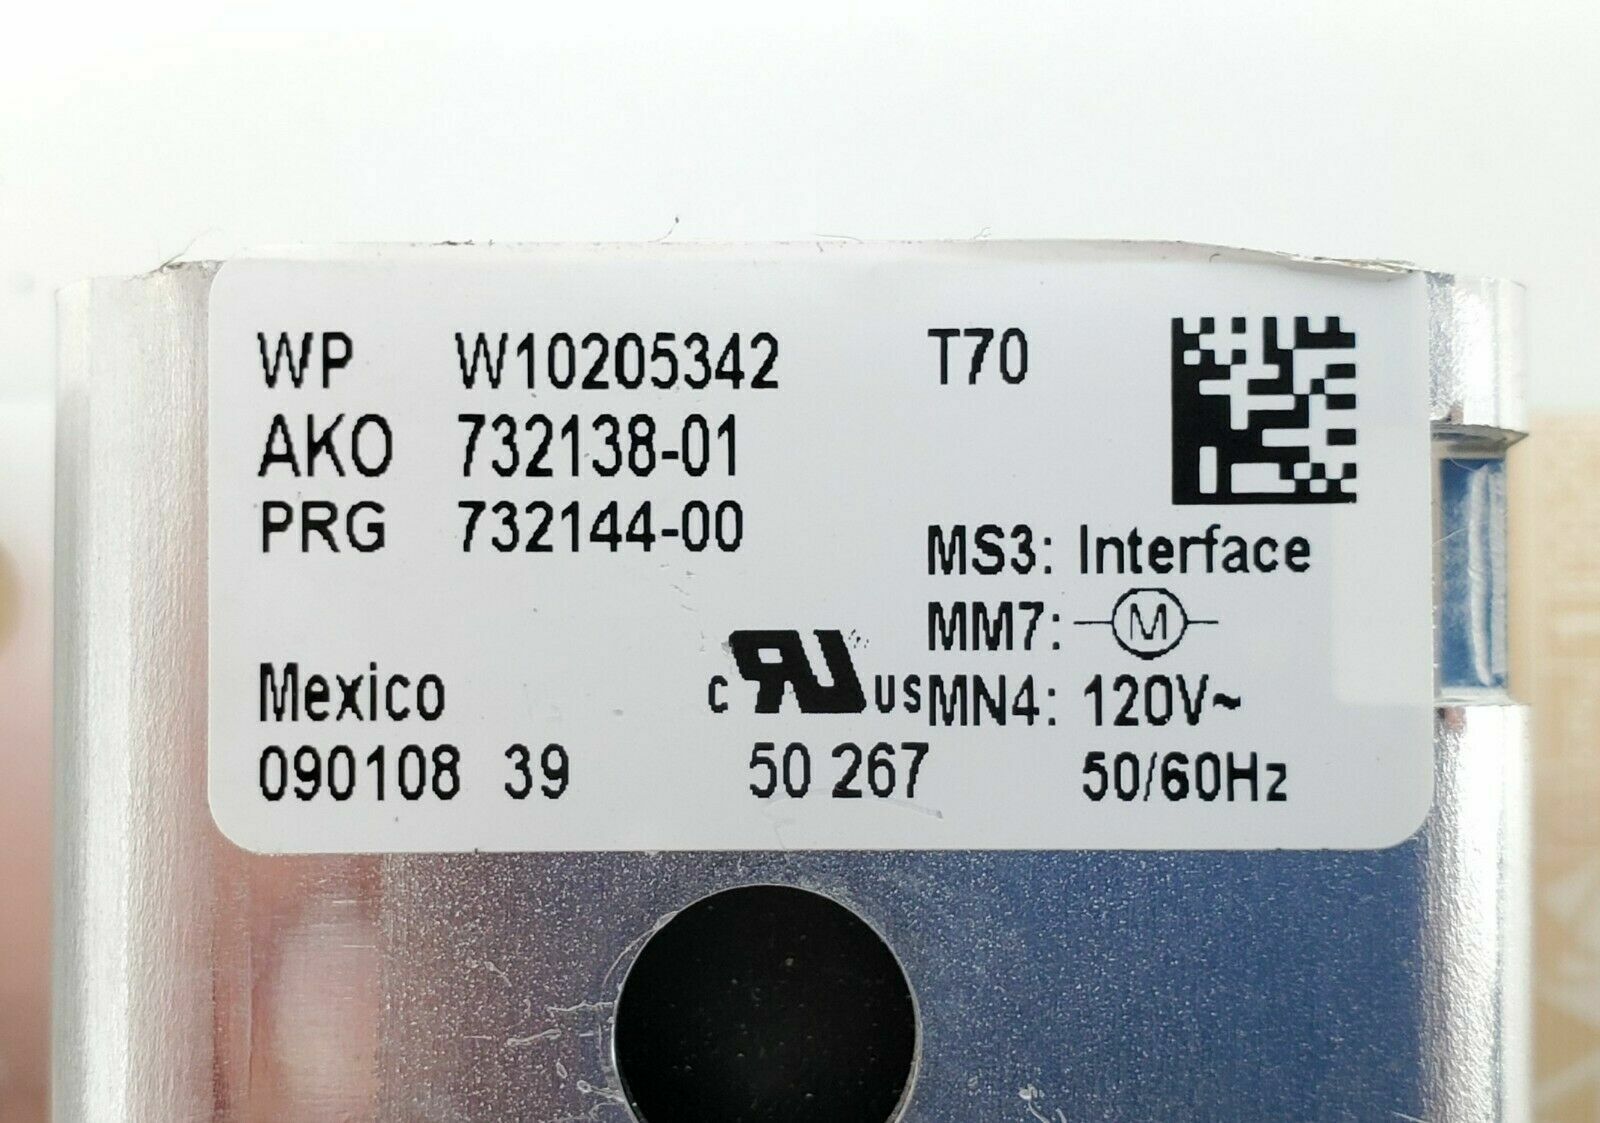 WP W10205342 T70
AKO 732138-01
PRG 732144-00
MS3: Interface
MM7: M
Mexico c RU US MN4: 120V~
090108 39 50 267 50/60Hz